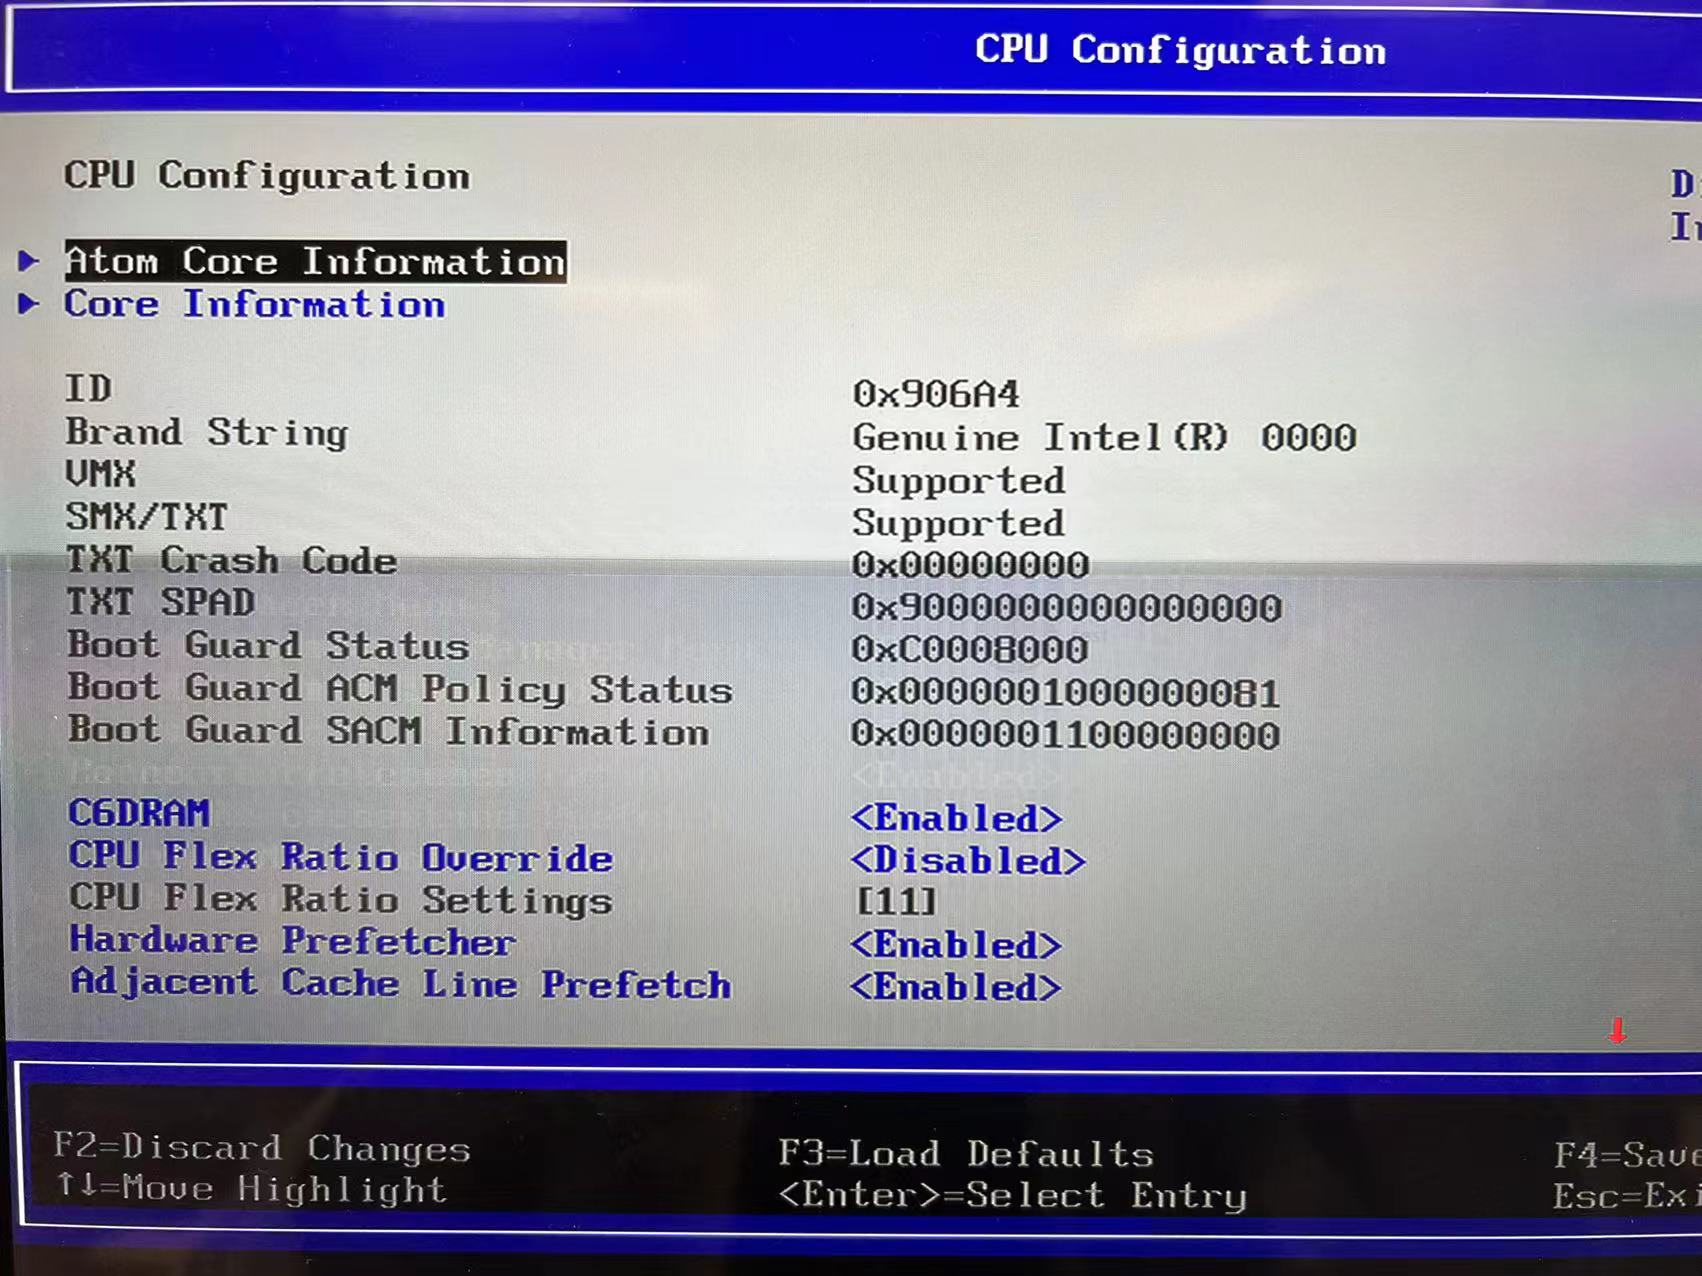 CPU Configuration
CPU Configuration
Atom Core Information
Core Information
ID 0x906A4
Brand String Genuine Intel(R) 0000
VMX Supported
SMX/TXT Supported
TXT Crash Code 0x00000000
TXT SPAD 0x9000000000000000
Boot Guard Status 0xC0008000
Boot Guard ACM Policy Status 0x0000001000000081
Boot Guard SACM Information 0x0000001100000000
<Enabled>
C6DRAM <Enabled>
CPU Flex Ratio Override <Disabled>
CPU Flex Ratio Settings [11]
Hardware Prefetcher <Enabled>
Adjacent Cache Line Prefetch <Enabled>
F2=Discard Changes F3=Load Defaults F4=Save
↑↓=Move Highlight <Enter>=Select Entry Esc=Exi